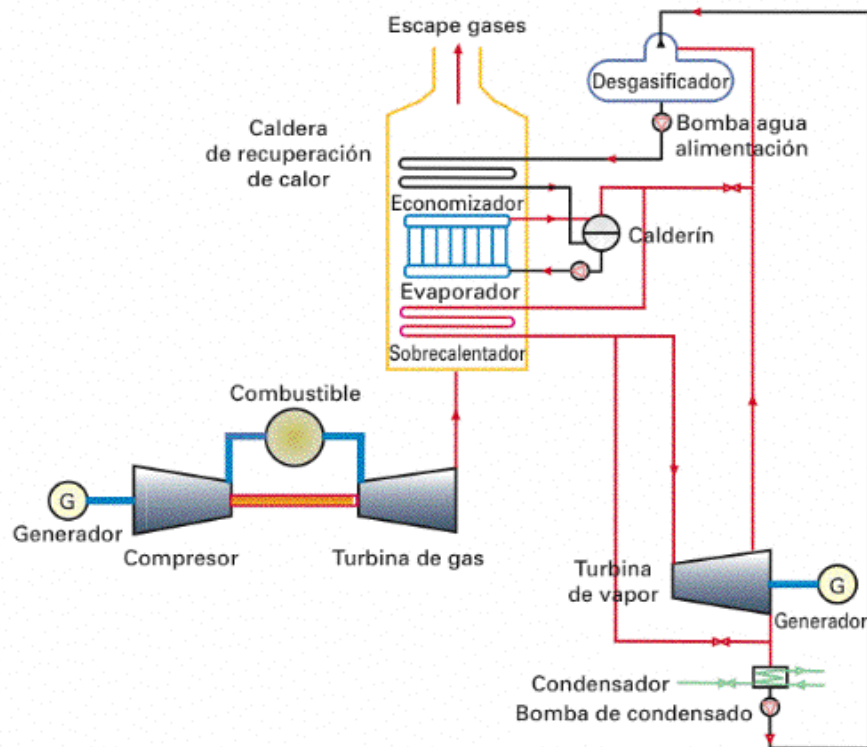 Escape gases
Desgasificador
Caldera
de recuperación
de calor
Bomba agua
alimentación
Economizador
Calderín
Evaporador
Sobrecalentador
Combustible
G
Generador
Compresor
Turbina de gas
Turbina
de vapor
G
Generador
Condensador
Bomba de condensado